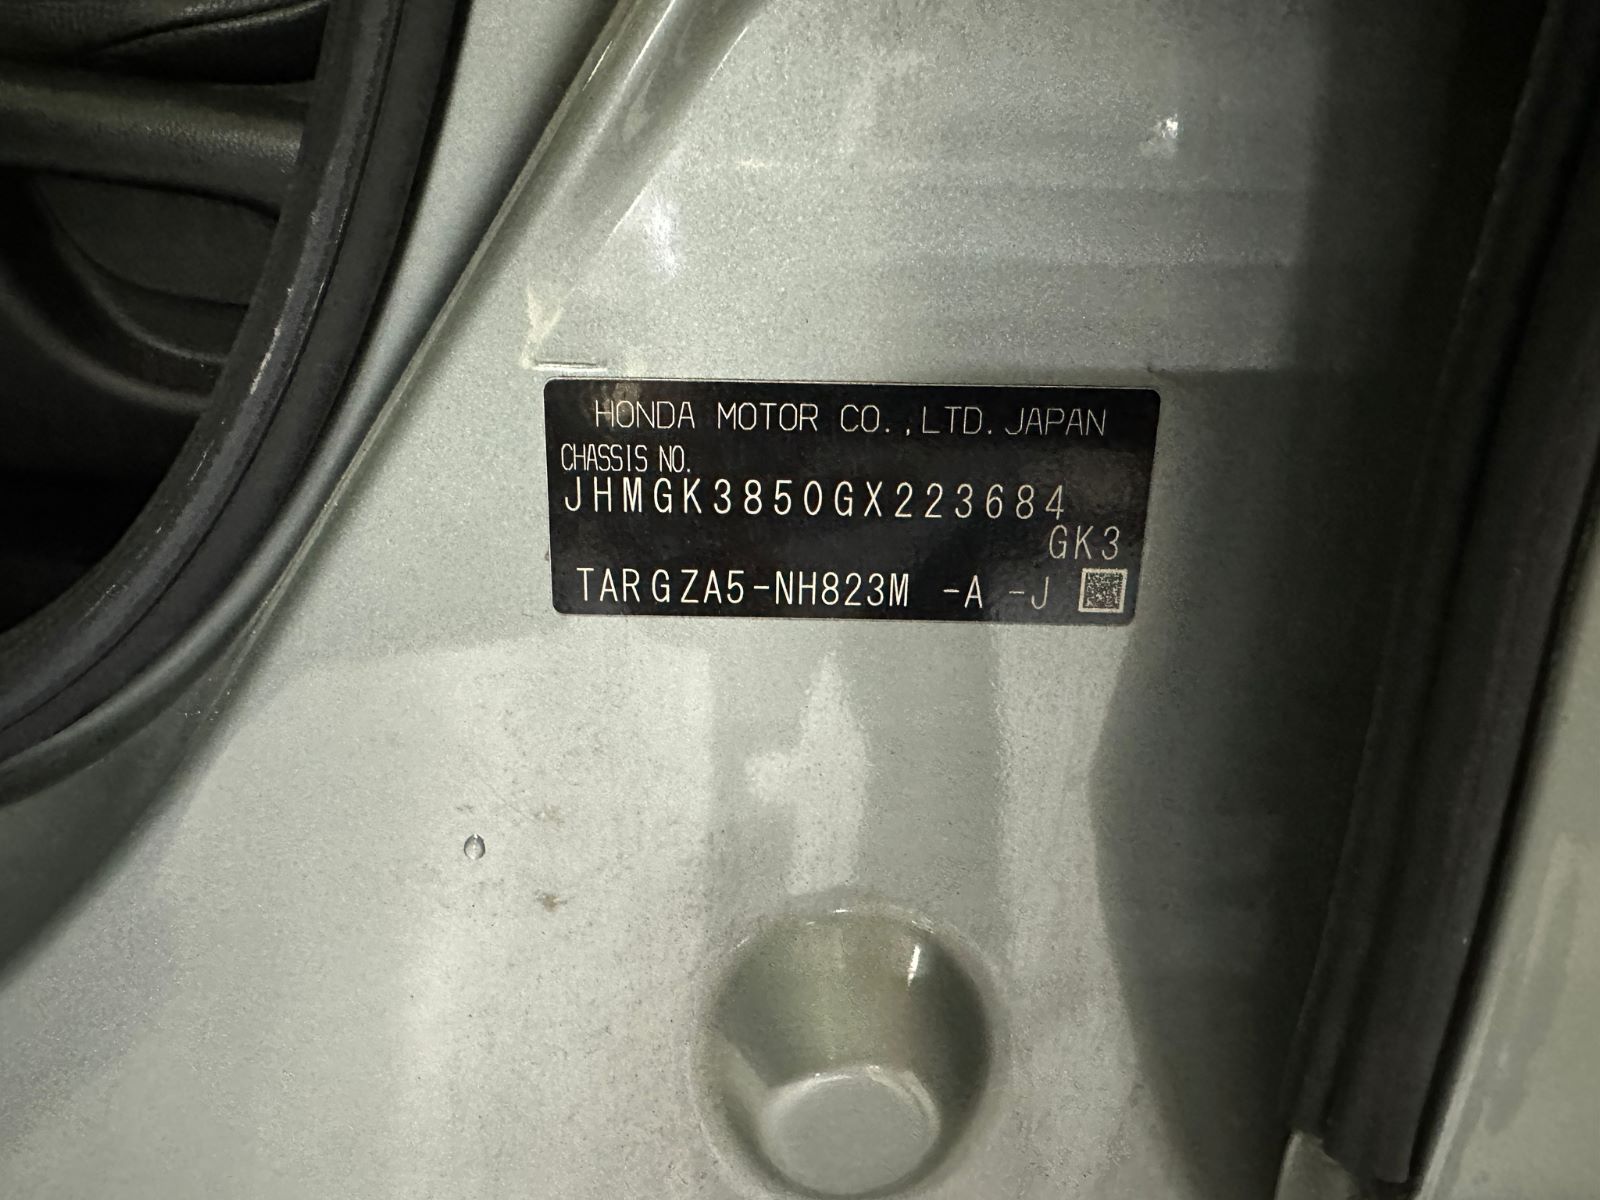 HONDA MOTOR CO.,LTD.JAPAN
CHASSIS NO.
JHMGK3850GX223684
GK3
TARGZA5-NH823M -A -J